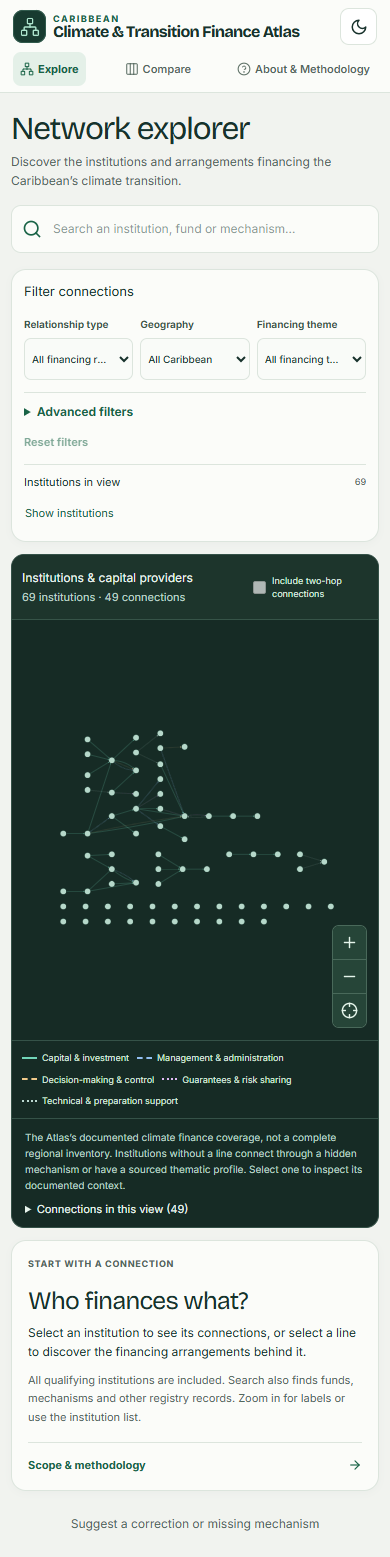 CARIBBEAN
Climate & Transition Finance Atlas
Explore
Compare
About & Methodology
Network explorer
Discover the institutions and arrangements financing the
Caribbean's climate transition.
Search an institution, fund or mechanism...
Filter connections
Relationship type
Geography
Financing theme
All financing r...
All Caribbean
All financing t...
Advanced filters
Reset filters
Institutions in view
69
Show institutions
Institutions & capital providers
69 institutions · 49 connections
Include two-hop
connections
Capital & investment
Management & administration
Decision-making & control
Guarantees & risk sharing
Technical & preparation support
The Atlas's documented climate finance coverage, not a complete
regional inventory. Institutions without a line connect through a hidden
mechanism or have a sourced thematic profile. Select one to inspect its
documented context.
Connections in this view (49)
START WITH A CONNECTION
Who finances what?
Select an institution to see its connections, or select a line
to discover the financing arrangements behind it.
All qualifying institutions are included. Search also finds funds,
mechanisms and other registry records. Zoom in for labels or
use the institution list.
Scope & methodology
Suggest a correction or missing mechanism